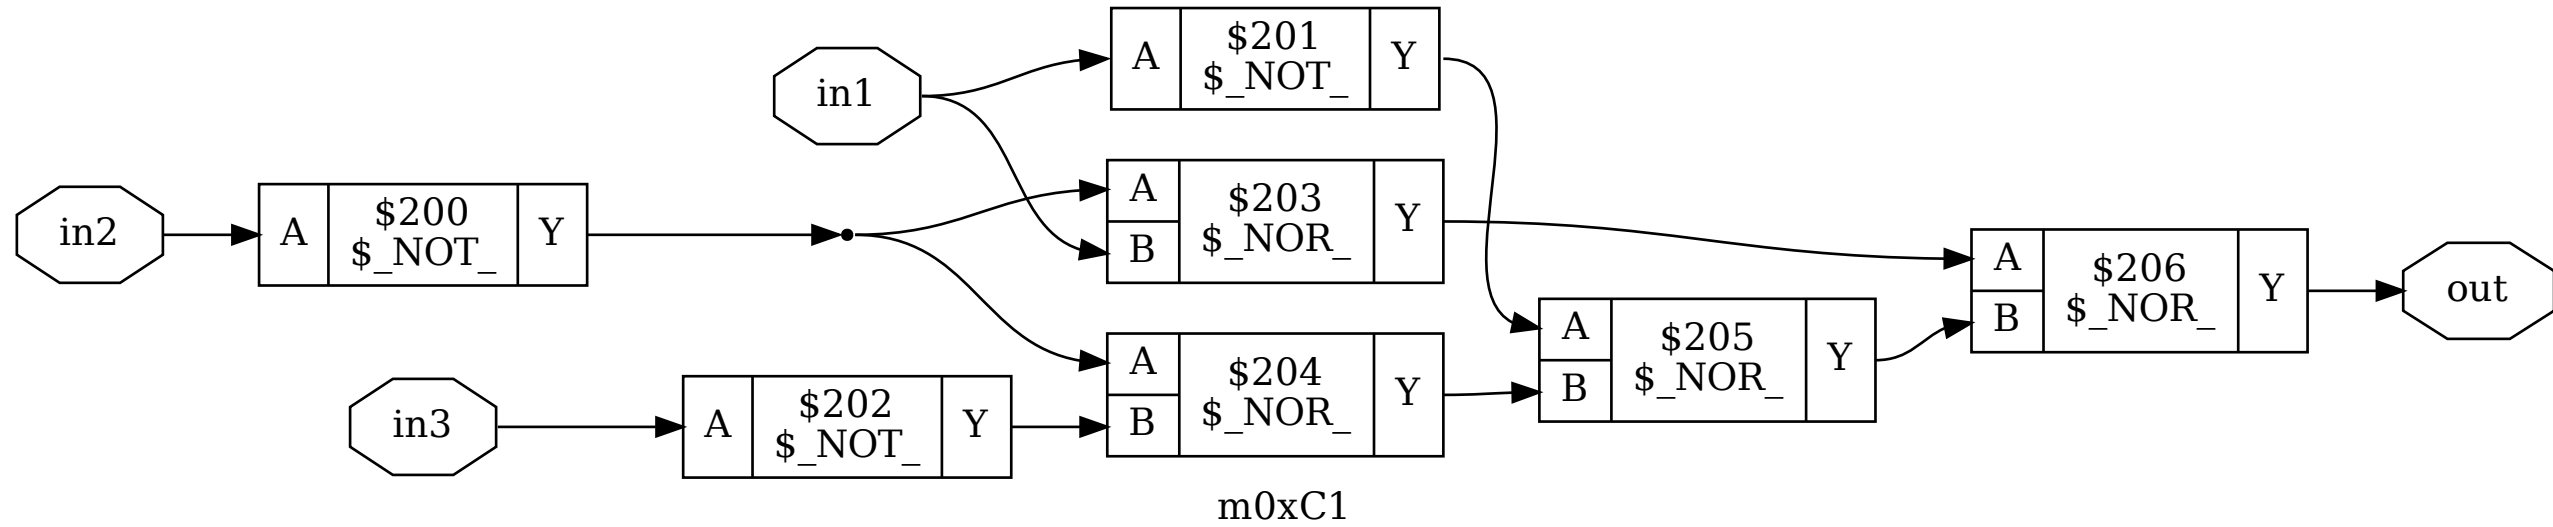 in1
A
$201
$_NOT_
Y
in2
A
$200
$_NOT_
Y
A
B
$203
$_NOR_
Y
in3
A
$202
$_NOT_
Y
A
B
$204
$_NOR_
Y
A
B
$205
$_NOR_
Y
A
B
$206
$_NOR_
Y
out
m0xC1